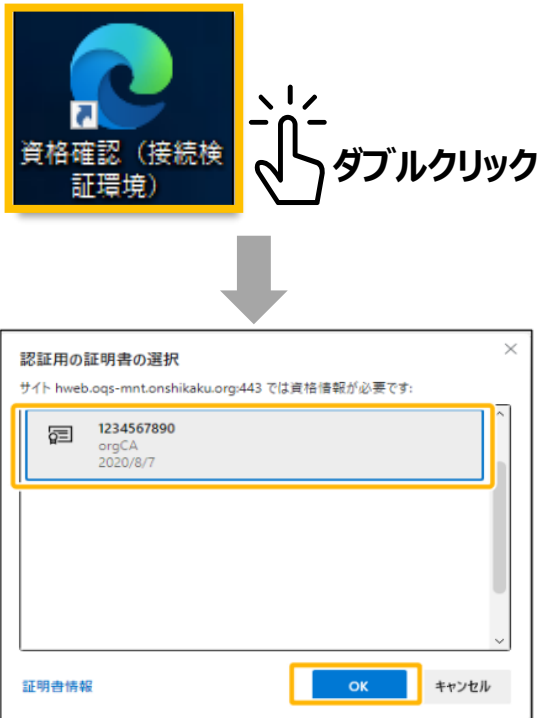 資格確認（接続検
証環境）
ダブルクリック
認証用の証明書の選択
サイト hweb.oqs-mnt.onshikaku.org:443 では資格情報が必要です:
1234567890
orgCA
2020/8/7
証明書情報
OK
キャンセル